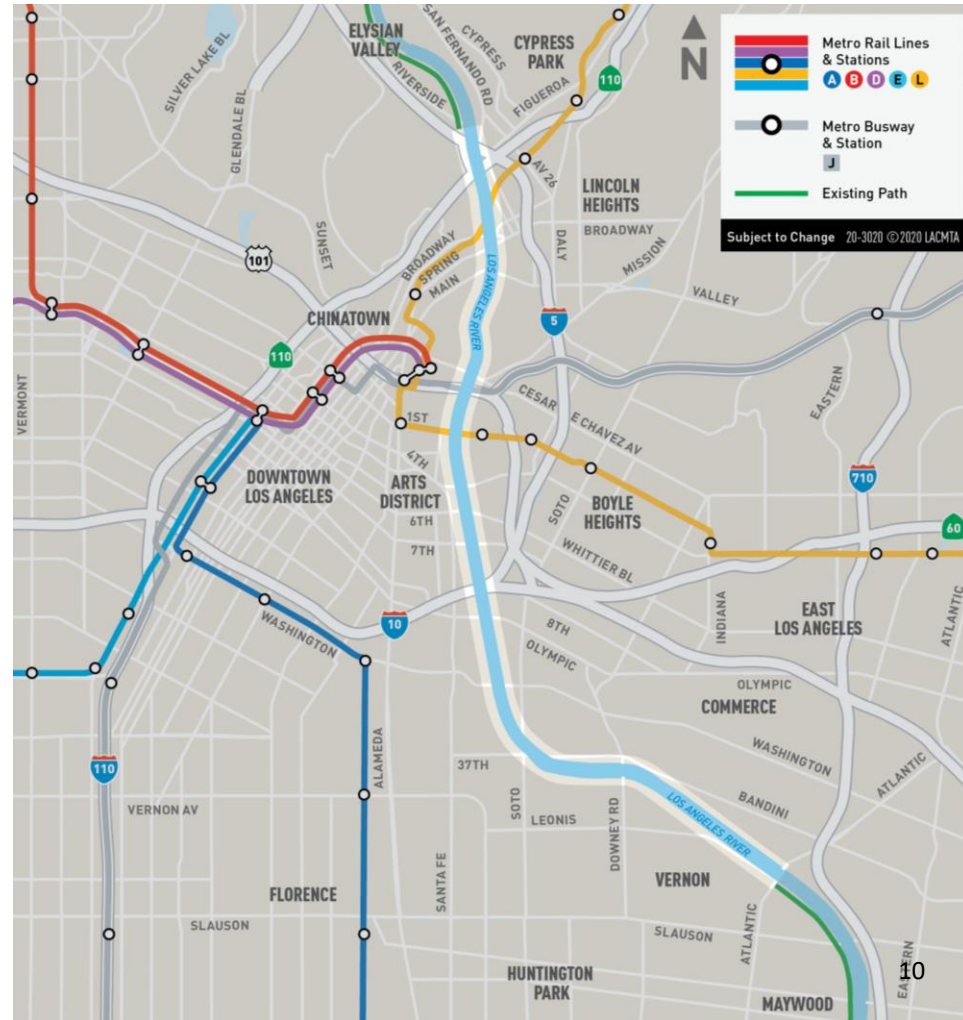 ELYSIAN
VALLEY
SAN FERNANDO RD
CYPRESS
CYPRESS
PARK
RIVERSIDE
FIGUEROA
110
N
SILVER LAKE BL
GLENDALE BL
Metro Rail Lines
& Stations
A B D E L
Metro Busway
& Station
J
Existing Path
Subject to Change 20-3020 © 2020 LACMTA
AV 26
LINCOLN
HEIGHTS
BROADWAY
DALY
MISSION
VALLEY
SUNSET
101
BROADWAY
SPRING
MAIN
LOS ANGELES RIVER
5
CHINATOWN
110
VERMONT
EASTERN
CESAR E CHAVEZ AV
1ST
4TH
ARTS
DISTRICT
6TH
7TH
DOWNTOWN
LOS ANGELES
SOTO
BOYLE
HEIGHTS
WHITTIER BL
710
60
INDIANA
EAST
LOS ANGELES
ATLANTIC
10
WASHINGTON
8TH
OLYMPIC
OLYMPIC
COMMERCE
WASHINGTON
ATLANTIC
BANDINI
ALAMEDA
37TH
110
VERNON AV
SOTO
LEONIS
DOWNEY RD
LOS ANGELES RIVER
VERNON
SANTA FE
FLORENCE
SLAUSON
SLAUSON
ATLANTIC
EASTERN
10
HUNTINGTON
PARK
MAYWOOD